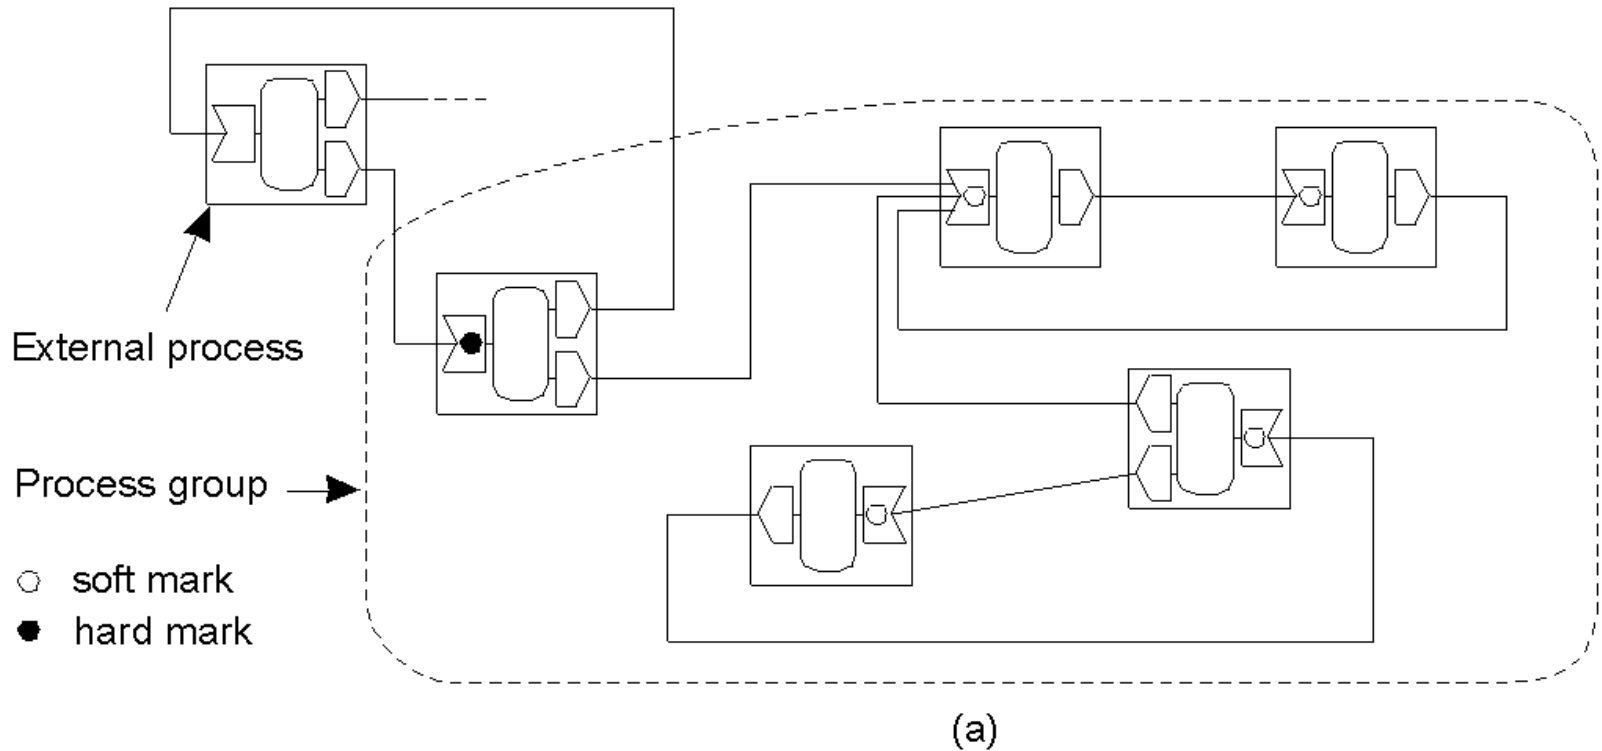 External process
Process group
soft mark
hard mark
(a)